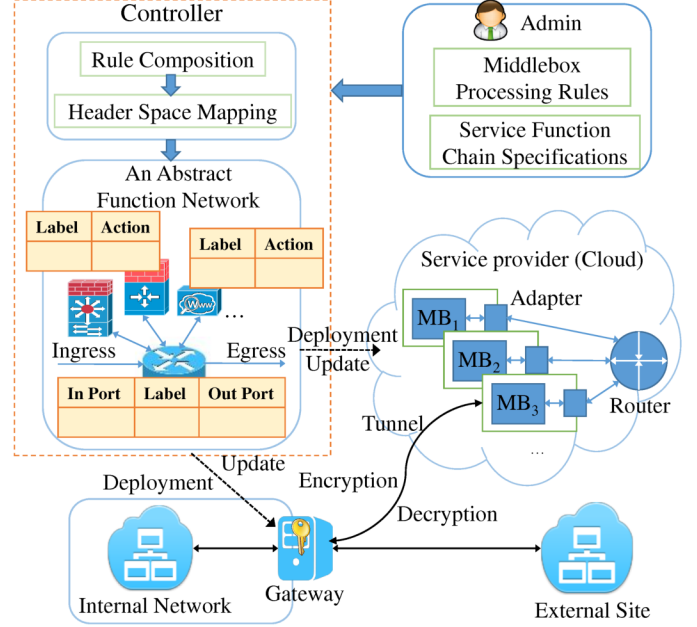 Controller
Rule Composition
Header Space Mapping
Admin
Middlebox
Processing Rules
Service Function
Chain Specifications
An Abstract
Function Network
Label Action
Label Action
Www
...
Ingress
Egress
In Port Label Out Port
Deployment
Update
Service provider (Cloud)
Adapter
MB1
MB2
MB3
Router
...
Tunnel
Encryption
Decryption
Update
Deployment
Internal Network
Gateway
External Site